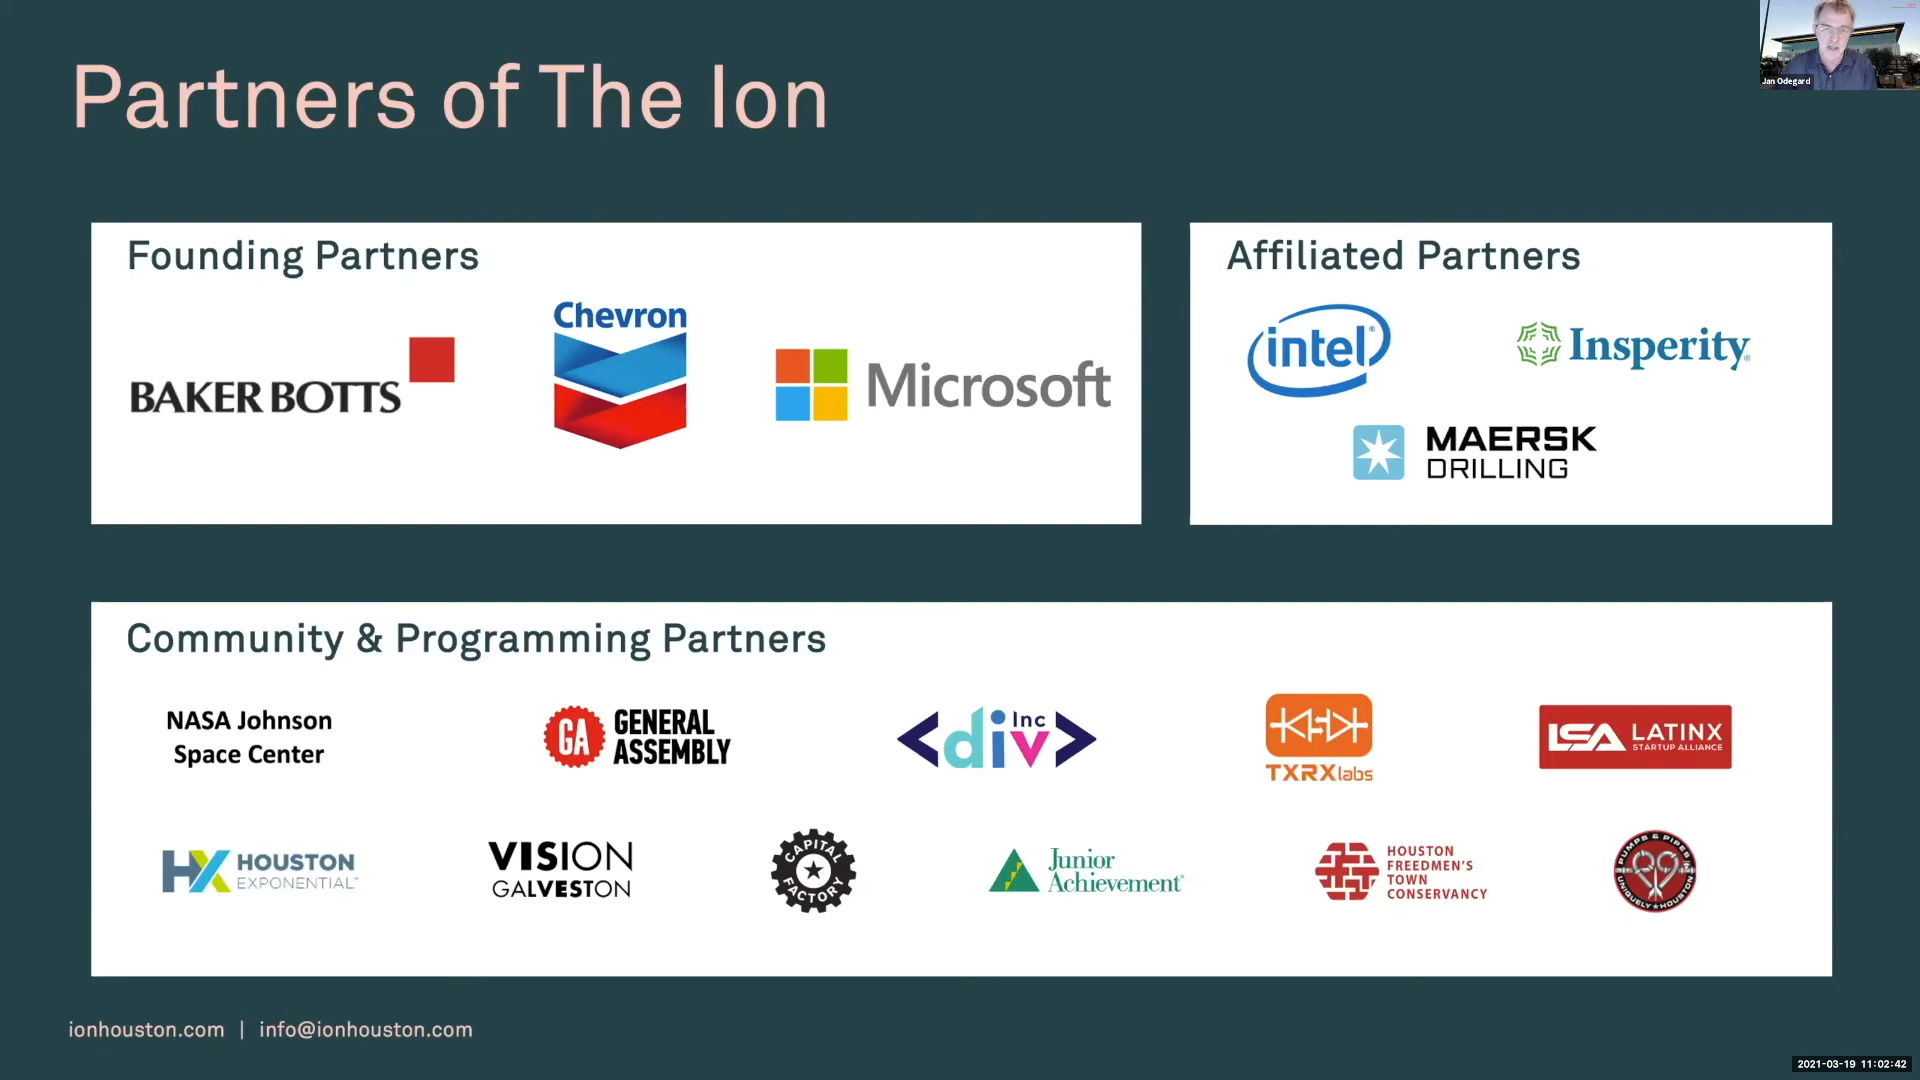 Jan Odegard
Partners of The Ion
Founding Partners
BAKER BOTTS
Chevron
Microsoft
Affiliated Partners
intel®
Insperity®
MAERSK
DRILLING
Community & Programming Partners
NASA Johnson
Space Center
GA
GENERAL
ASSEMBLY
<div>
Inc
TXRXlabs
LSA
LATINX
STARTUP ALLIANCE
HX
HOUSTON
EXPONENTIAL™
VISION
GALVESTON
CAPITAL
FACTORY
Junior
Achievement®
HOUSTON
FREEDMEN'S
TOWN
CONSERVANCY
PUMPS & PIPES
UNIQUELY ★ HOUSTON
ionhouston.com | info@ionhouston.com
2021-03-19 11:02:42